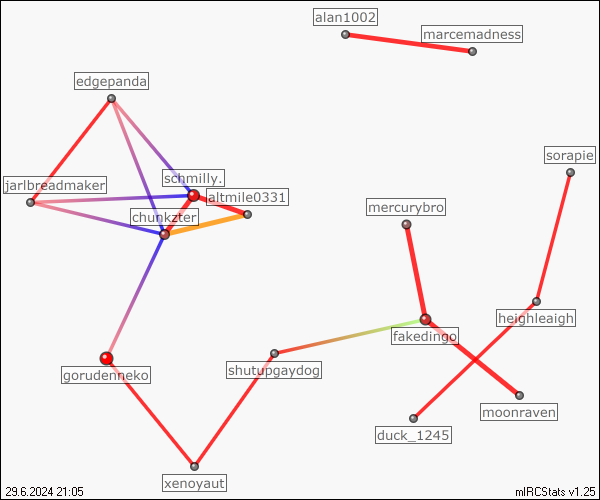 alan1002
marcemadness
edgepanda
sorapie
schmilly.
jarlbreadmaker
altmile0331
mercurybro
chunkzter
heighleaigh
fakedingo
shutupgaydog
gorudenneko
moonraven
duck_1245
xenoyaut
29.6.2024 21:05
mIRCStats v1.25